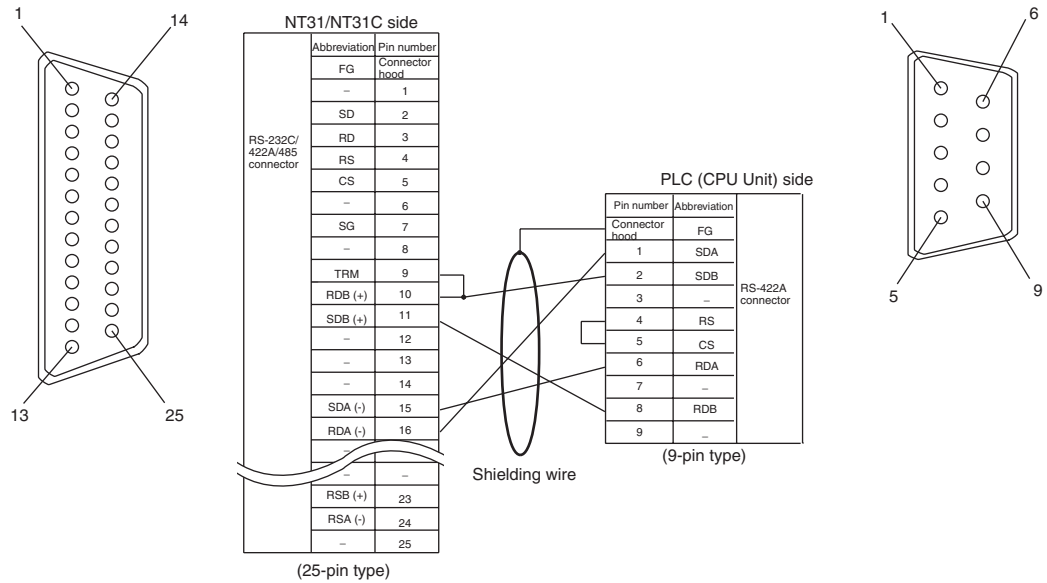 1
14
13
25
NT31/NT31C side
Abbreviation Pin number
RS-232C/
422A/485
connector
FG Connector hood
– 1
SD 2
RD 3
RS 4
CS 5
– 6
SG 7
– 8
TRM 9
RDB (+) 10
SDB (+) 11
– 12
– 13
– 14
SDA (-) 15
RDA (-) 16
–
– –
RSB (+) 23
RSA (-) 24
– 25
(25-pin type)
Shielding wire
PLC (CPU Unit) side
Pin number Abbreviation
Connector hood FG
1 SDA
2 SDB
3 –
4 RS
5 CS
6 RDA
7 –
8 RDB
9 –
RS-422A
connector
(9-pin type)
1
6
5
9